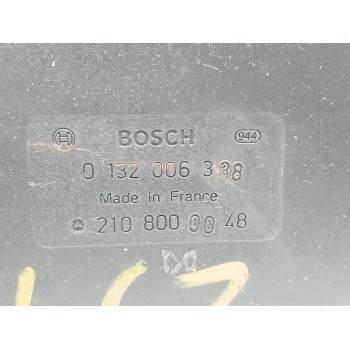 BOSCH 944
0 132 006 338
Made in France
210 800 00 48